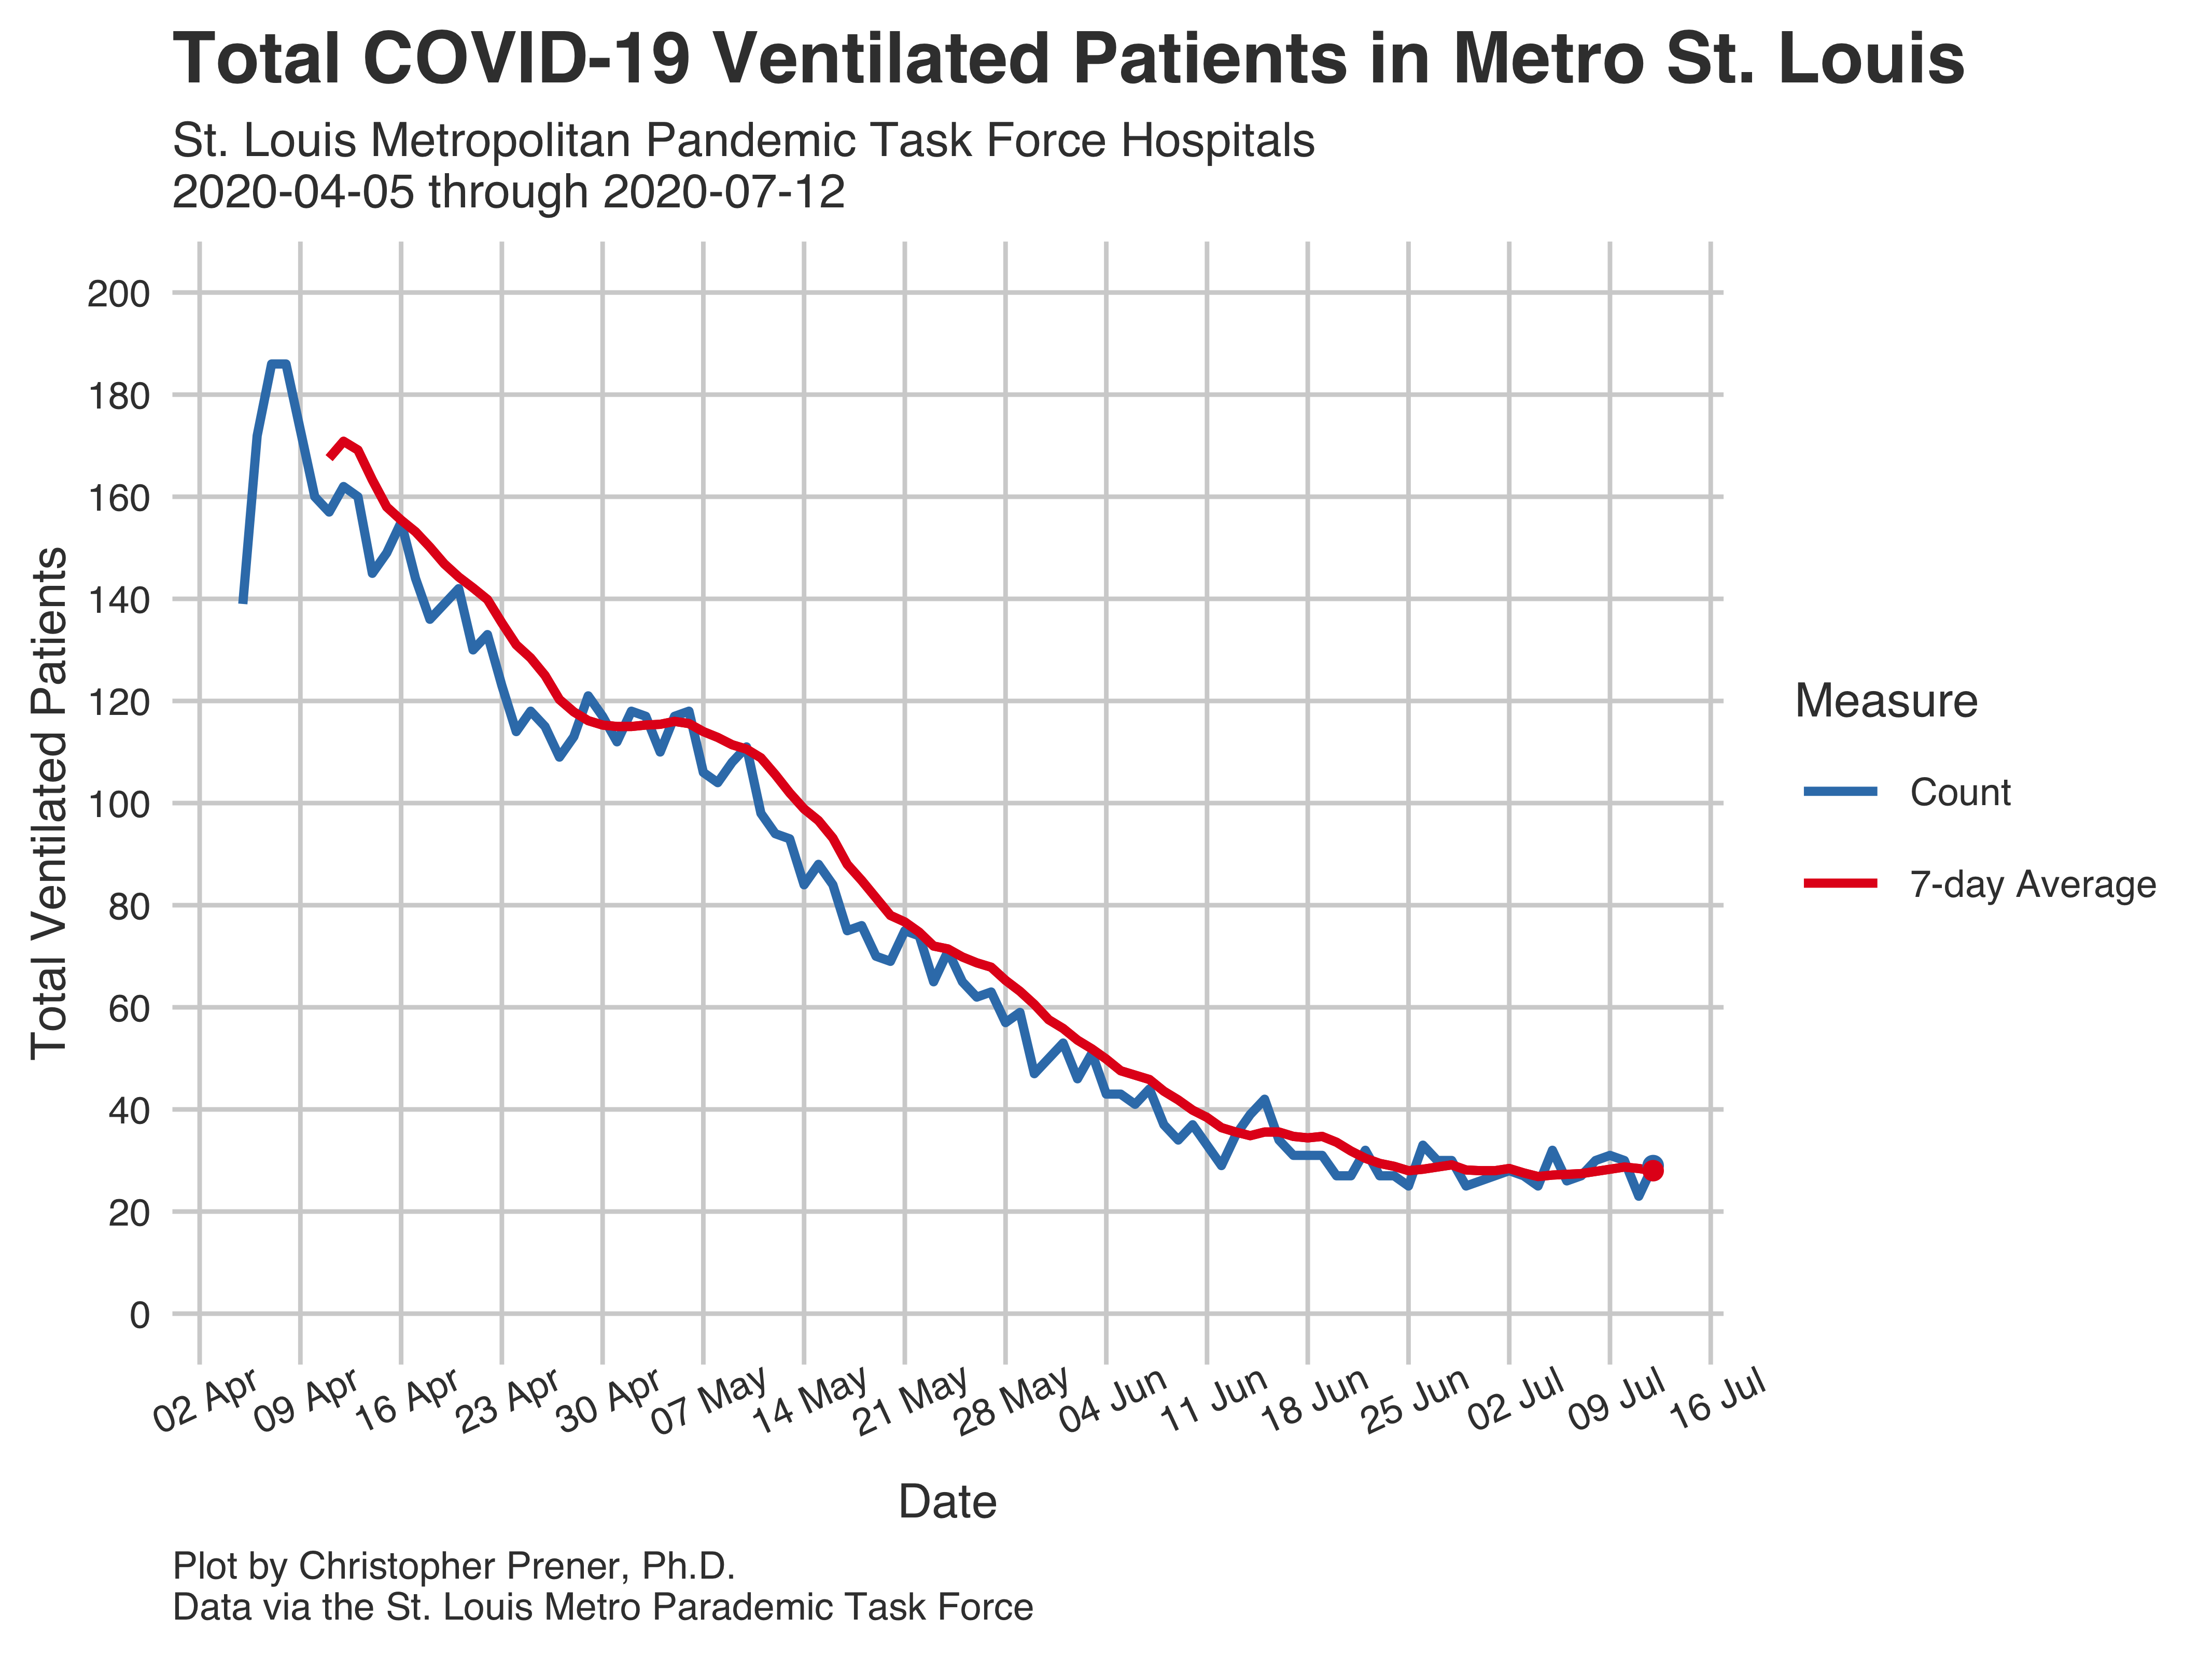 Total COVID-19 Ventilated Patients in Metro St. Louis
St. Louis Metropolitan Pandemic Task Force Hospitals
2020-04-05 through 2020-07-12
Total Ventilated Patients
200
180
160
140
120
100
80
60
40
20
0
02 Apr
09 Apr
16 Apr
23 Apr
30 Apr
07 May
14 May
21 May
28 May
04 Jun
11 Jun
18 Jun
25 Jun
02 Jul
09 Jul
16 Jul
Date
Measure
Count
7-day Average
Plot by Christopher Prener, Ph.D.
Data via the St. Louis Metro Parademic Task Force